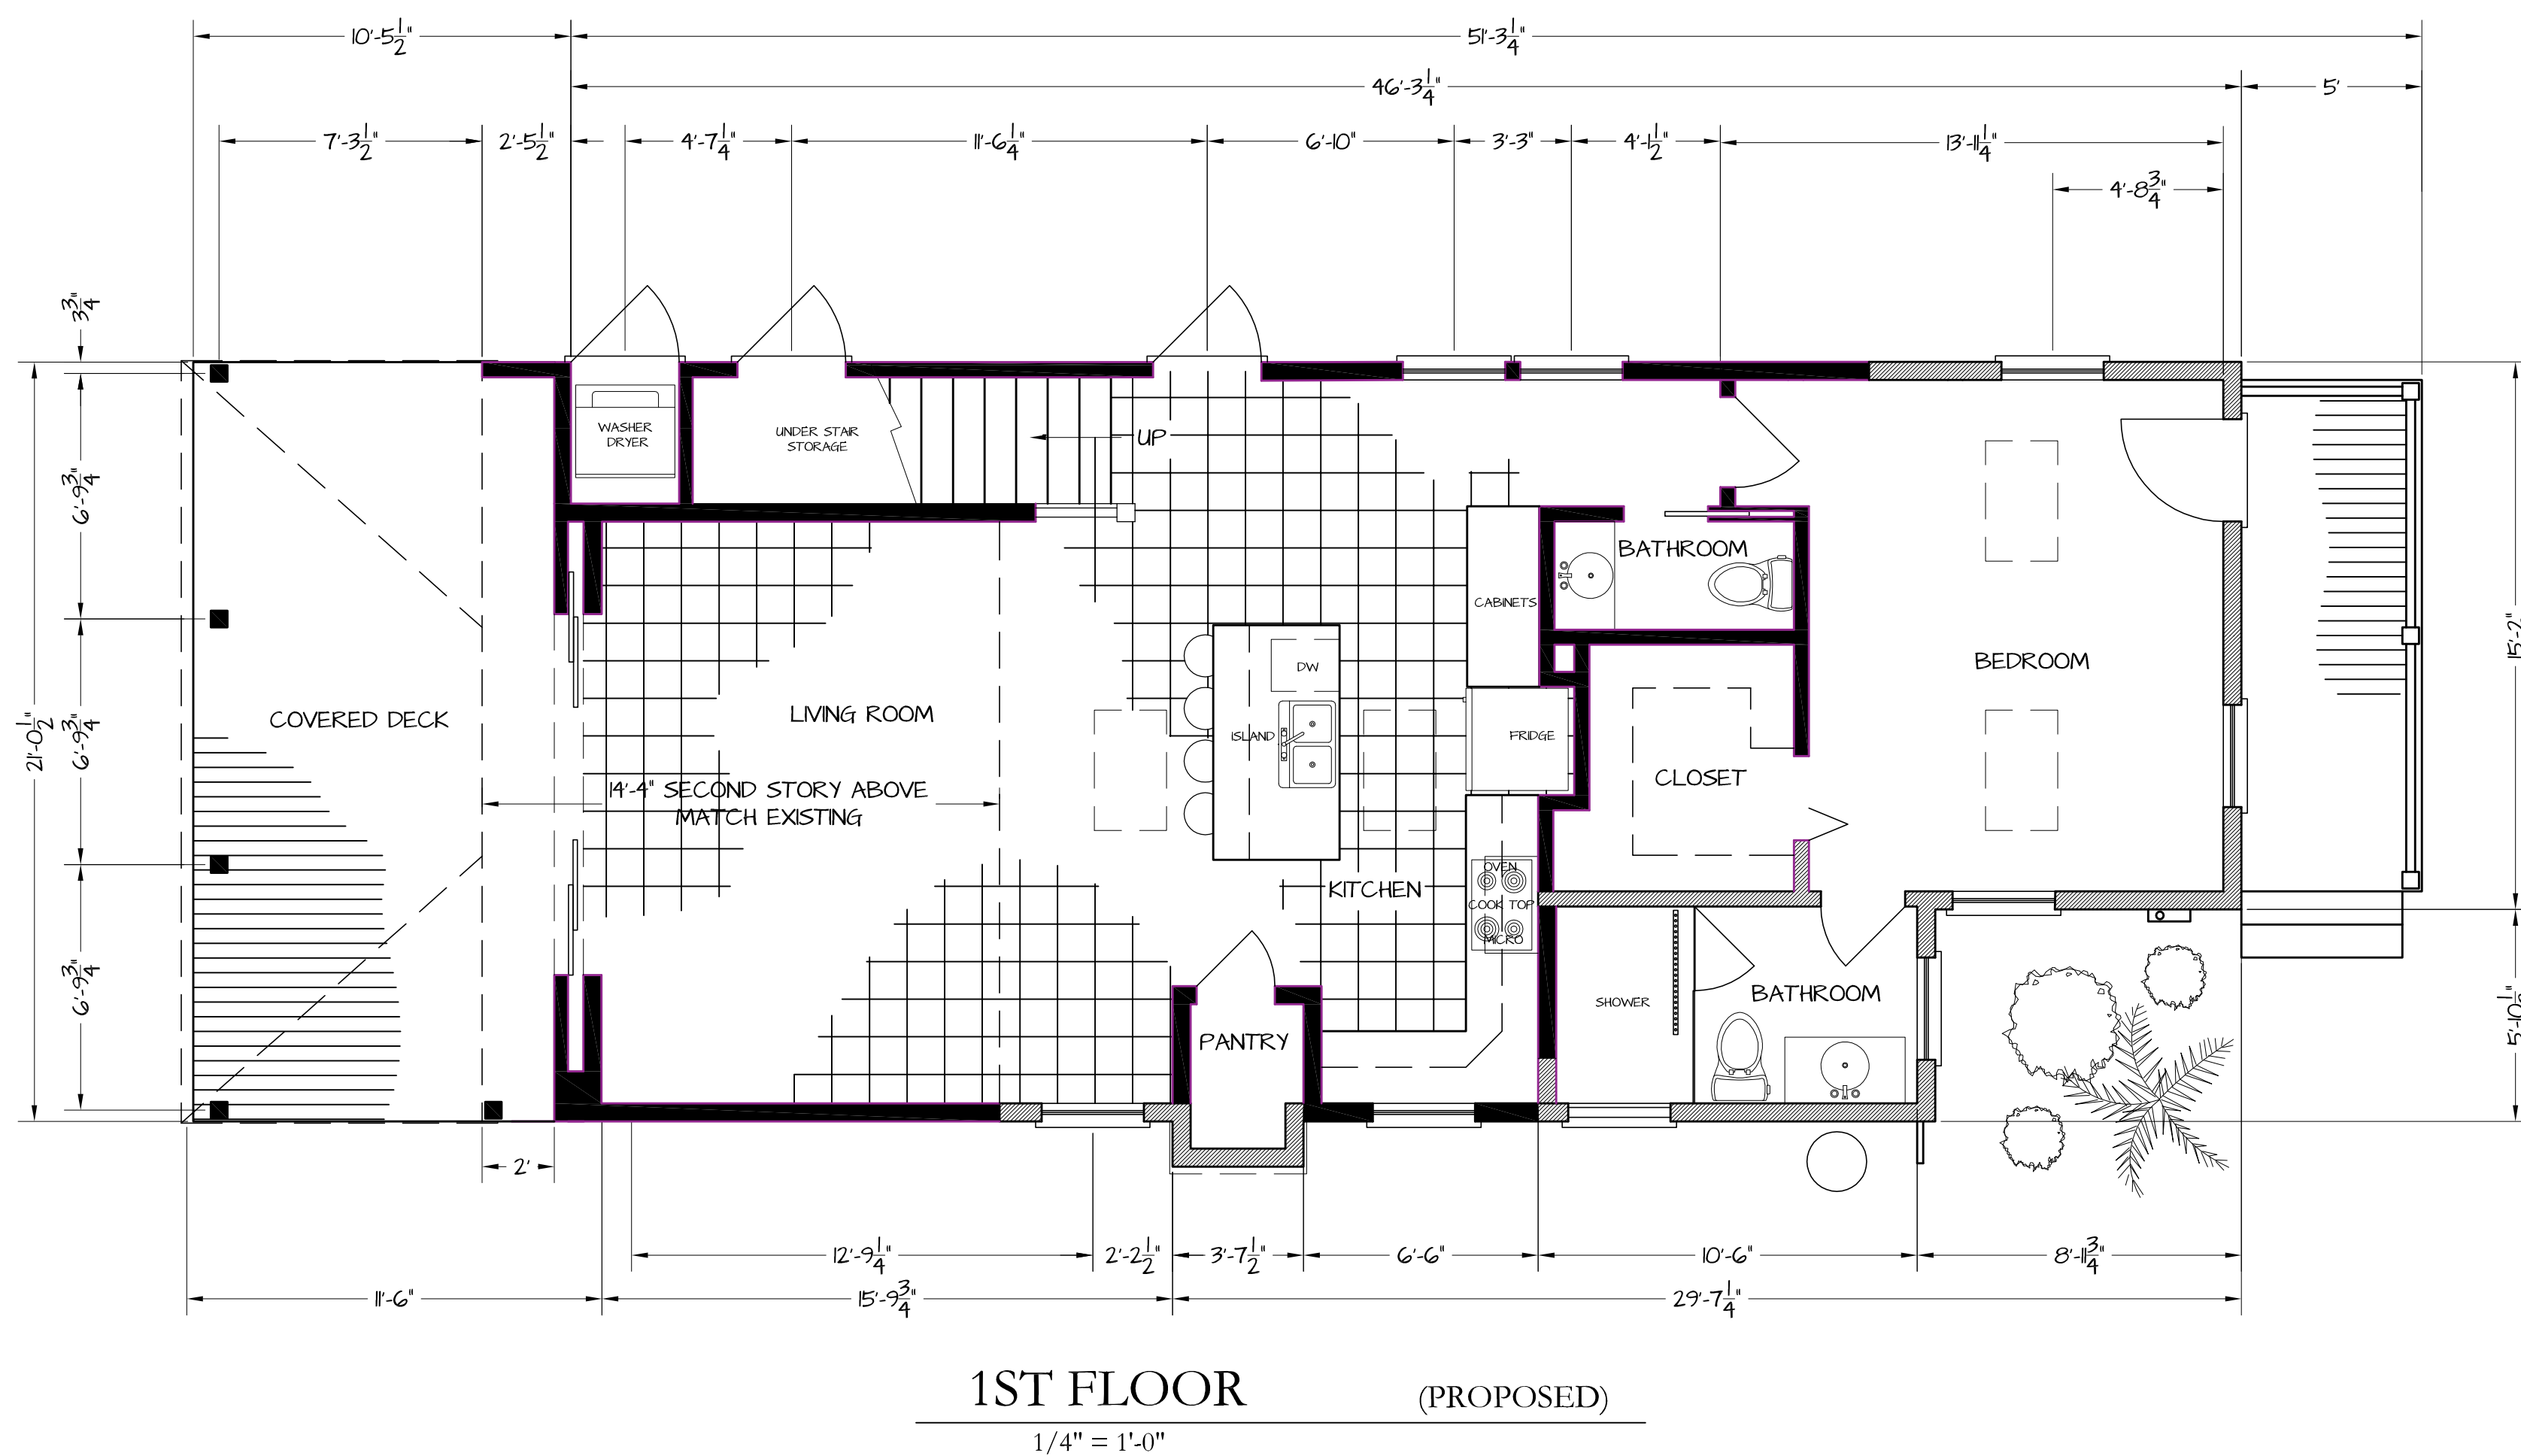 10'-5 1/2"
51'-3 1/4"
46'-3 1/4"
5'
7'-3 1/2"
2'-5 1/2"
4'-7 1/4"
11'-6 1/4"
6'-10"
3'-3"
4'-1 1/2"
13'-11 1/4"
4'-8 3/4"
3 3/4"
6'-9 3/4"
21'-0 1/2"
6'-9 3/4"
6'-9 3/4"
WASHER
DRYER
UNDER STAIR
STORAGE
UP
BATHROOM
CABINETS
DW
BEDROOM
15'-2"
COVERED DECK
LIVING ROOM
ISLAND
FRIDGE
CLOSET
14'-4" SECOND STORY ABOVE
MATCH EXISTING
OVEN
KITCHEN
COOK TOP
MICRO
SHOWER
BATHROOM
PANTRY
2'
12'-9 1/4"
2'-2 1/2"
3'-7 1/2"
6'-6"
10'-6"
8'-11 3/4"
11'-6"
15'-9 3/4"
29'-7 1/4"
1ST FLOOR (PROPOSED)
1/4" = 1'-0"